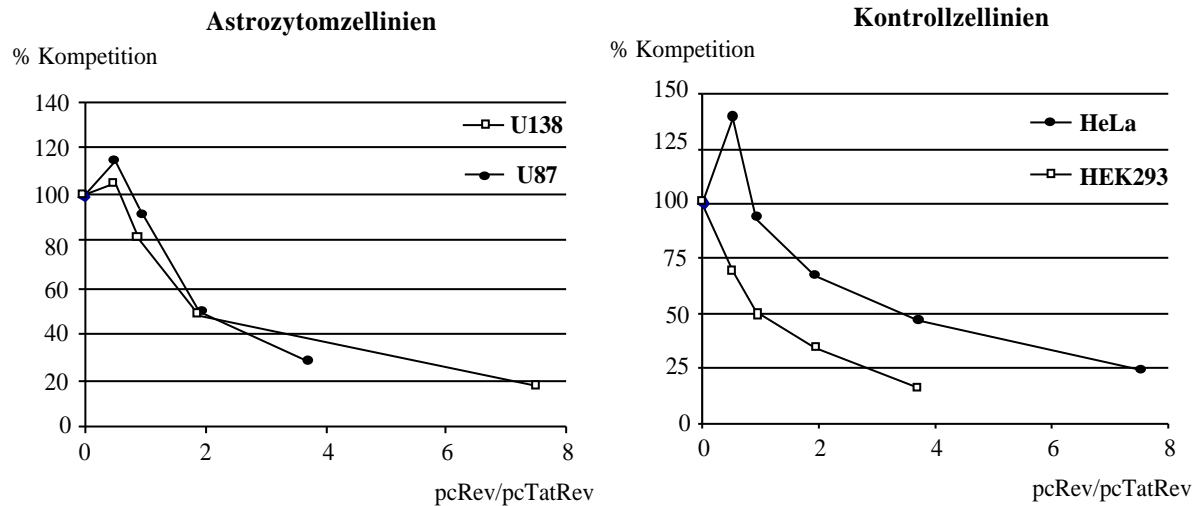 Astrozytomzellinien
% Kompetition
140
120
100
80
60
40
20
0
0 2 4 6 8
U138
U87
pcRev/pcTatRev
Kontrollzellinien
% Kompetition
150
125
100
75
50
25
0
0 2 4 6 8
HeLa
HEK293
pcRev/pcTatRev